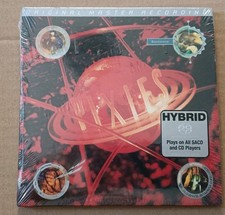 ORIGINAL MASTER RECORDING
PIXIES
HYBRID
Plays on All SACD
and CD Players